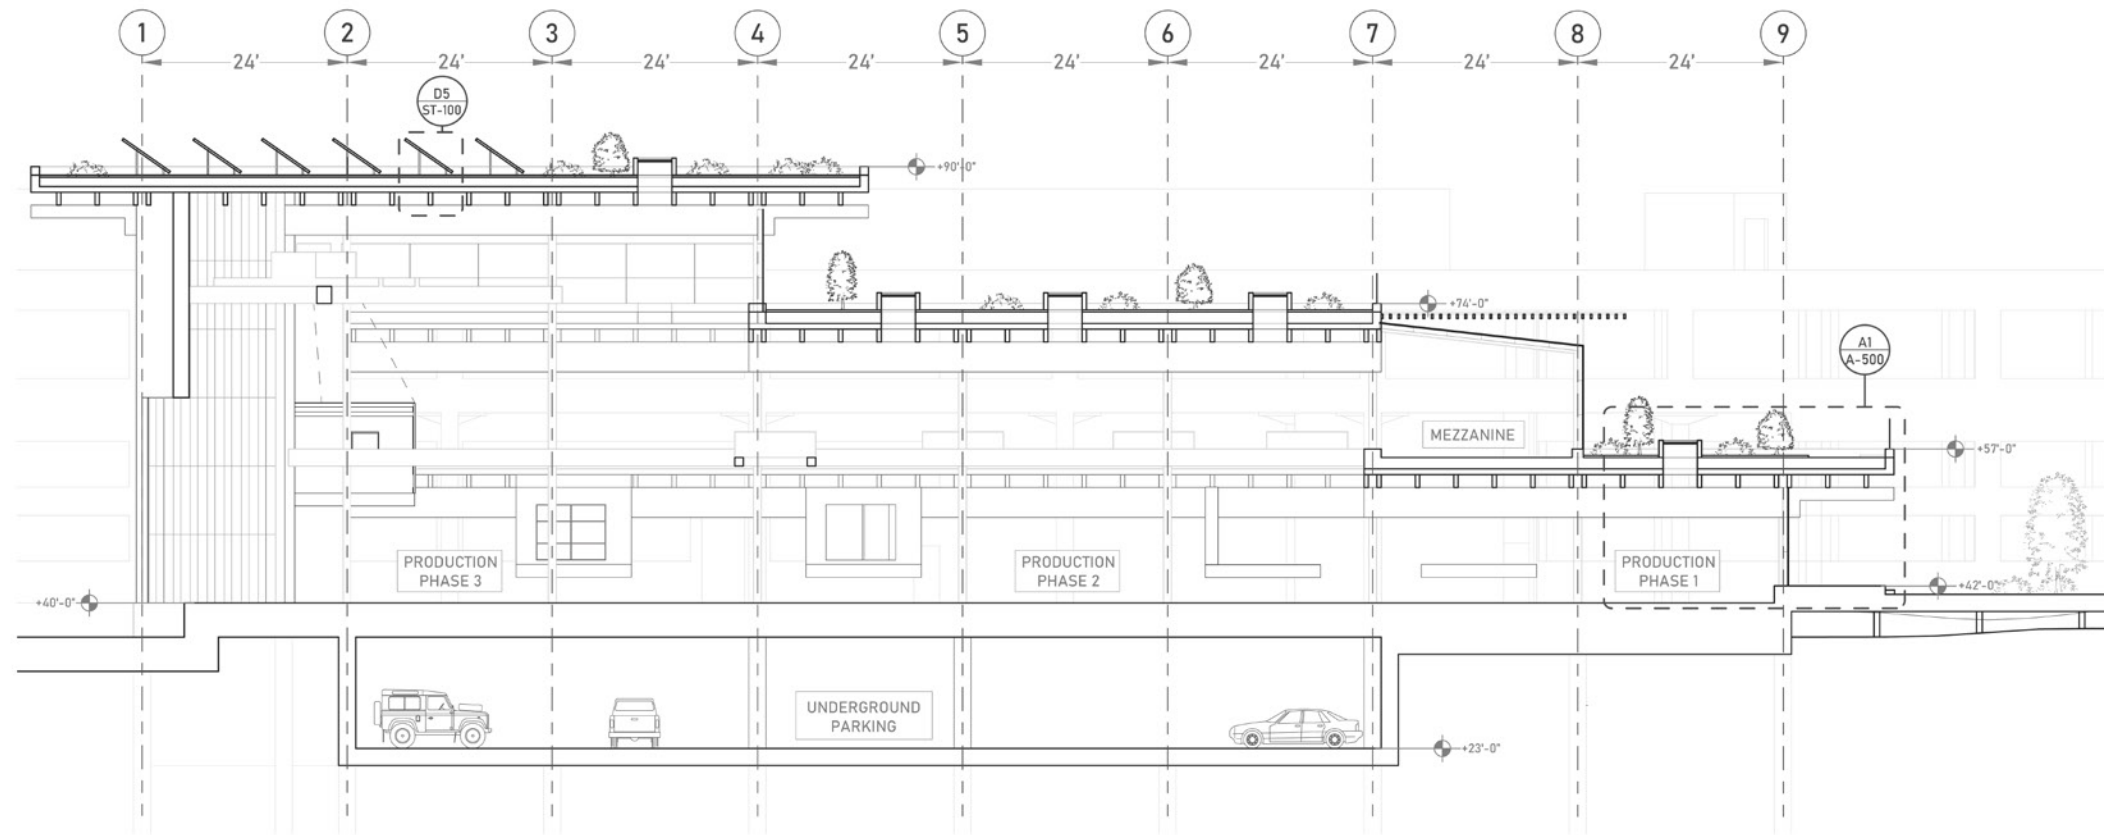 1 2 3 4 5 6 7 8 9
24' 24' 24' 24' 24' 24' 24' 24'
D5
ST-100
+90'-0"
+74'-0"
A1
A-500
MEZZANINE
+57'-0"
PRODUCTION
PHASE 3
PRODUCTION
PHASE 2
PRODUCTION
PHASE 1
+42'-0"
+40'-0"
UNDERGROUND
PARKING
+23'-0"